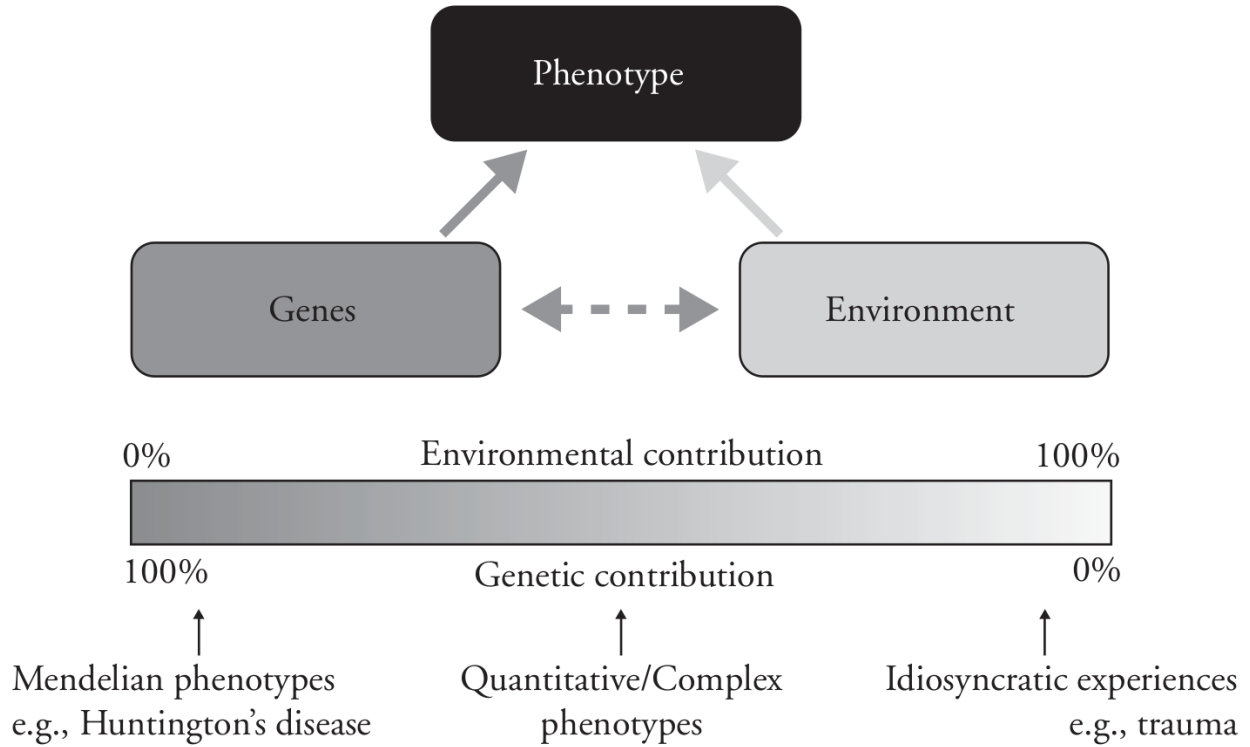 Phenotype
Genes
Environment
0%
Environmental contribution
100%
100%
Genetic contribution
0%
Mendelian phenotypes
e.g., Huntington’s disease
Quantitative/Complex
phenotypes
Idiosyncratic experiences
e.g., trauma